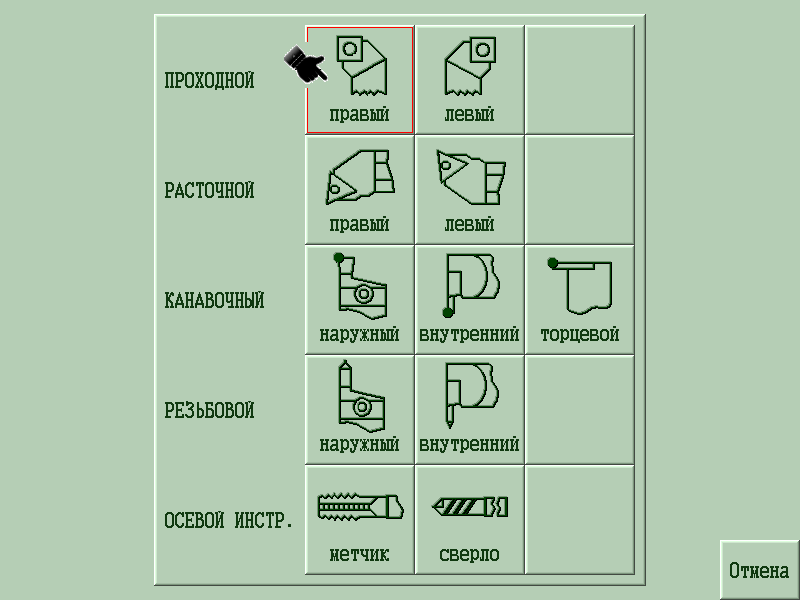 ПРОХОДНОЙ
правый левый
РАСТОЧНОЙ
правый левый
КАНАВОЧНЫЙ
наружный внутренний торцевой
РЕЗЬБОВОЙ
наружный внутренний
ОСЕВОЙ ИНСТР.
метчик сверло
Отмена